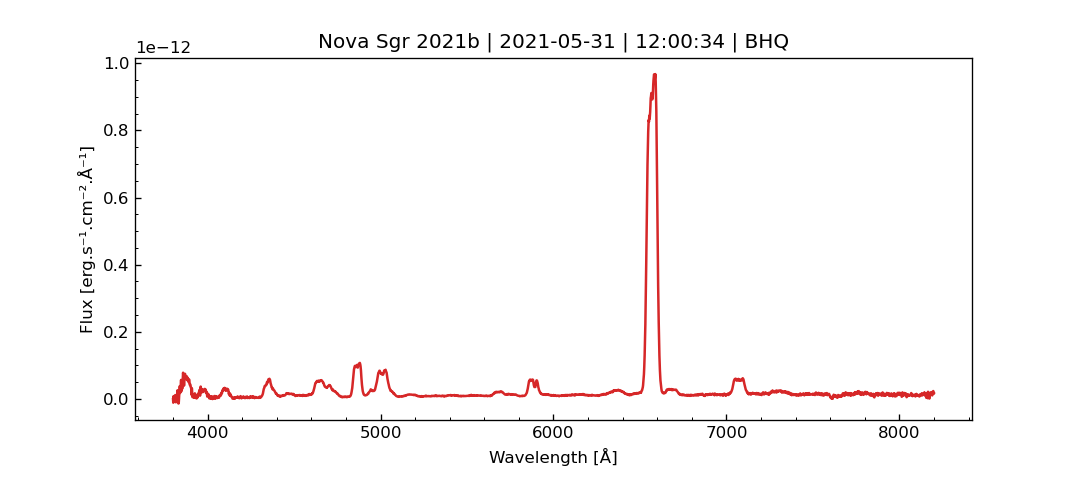 Nova Sgr 2021b | 2021-05-31 | 12:00:34 | BHQ
1e−12
1.0
0.8
0.6
0.4
0.2
0.0
Flux [erg.s⁻¹.cm⁻².Å⁻¹]
4000 5000 6000 7000 8000
Wavelength [Å]